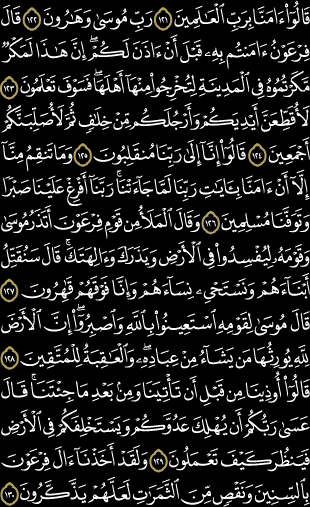 قَالُوٓا۟ ءَامَنَّا بِرَبِّ ٱلْعَٰلَمِينَ ١٢١ رَبِّ مُوسَىٰ وَهَٰرُونَ ١٢٢ قَالَ
فِرْعَوْنُ ءَامَنتُم بِهِۦ قَبْلَ أَنْ ءَاذَنَ لَكُمْ ۖ إِنَّ هَٰذَا لَمَكْرٌ
مَّكَرْتُمُوهُ فِى ٱلْمَدِينَةِ لِتُخْرِجُوا۟ مِنْهَآ أَهْلَهَا ۖ فَسَوْفَ تَعْلَمُونَ ١٢٣
لَأُقَطِّعَنَّ أَيْدِيَكُمْ وَأَرْجُلَكُم مِّنْ خِلَٰفٍ ثُمَّ لَأُصَلِّبَنَّكُمْ
أَجْمَعِينَ ١٢٤ قَالُوٓا۟ إِنَّآ إِلَىٰ رَبِّنَا مُنقَلِبُونَ ١٢٥ وَمَا تَنقِمُ مِنَّآ
إِلَّآ أَنْ ءَامَنَّا بِـَٔايَٰتِ رَبِّنَا لَمَّا جَآءَتْنَا ۚ رَبَّنَآ أَفْرِغْ عَلَيْنَا صَبْرًا
وَتَوَفَّنَا مُسْلِمِينَ ١٢٦ وَقَالَ ٱلْمَلَأُ مِن قَوْمِ فِرْعَوْنَ أَتَذَرُ مُوسَىٰ
وَقَوْمَهُۥ لِيُفْسِدُوا۟ فِى ٱلْأَرْضِ وَيَذَرَكَ وَءَالِهَتَكَ ۚ قَالَ سَنُقَتِّلُ
أَبْنَآءَهُمْ وَنَسْتَحْىِۦ نِسَآءَهُمْ وَإِنَّا فَوْقَهُمْ قَٰهِرُونَ ١٢٧
قَالَ مُوسَىٰ لِقَوْمِهِ ٱسْتَعِينُوا۟ بِٱللَّهِ وَٱصْبِرُوٓا۟ ۖ إِنَّ ٱلْأَرْضَ
لِلَّهِ يُورِثُهَا مَن يَشَآءُ مِنْ عِبَادِهِۦ ۖ وَٱلْعَٰقِبَةُ لِلْمُتَّقِينَ ١٢٨
قَالُوٓا۟ أُوذِينَا مِن قَبْلِ أَن تَأْتِيَنَا وَمِنۢ بَعْدِ مَا جِئْتَنَا ۚ قَالَ
عَسَىٰ رَبُّكُمْ أَن يُهْلِكَ عَدُوَّكُمْ وَيَسْتَخْلِفَكُمْ فِى ٱلْأَرْضِ
فَيَنظُرَ كَيْفَ تَعْمَلُونَ ١٢٩ وَلَقَدْ أَخَذْنَآ ءَالَ فِرْعَوْنَ
بِٱلسِّنِينَ وَنَقْصٍ مِّنَ ٱلثَّمَرَٰتِ لَعَلَّهُمْ يَذَّكَّرُونَ ١٣٠